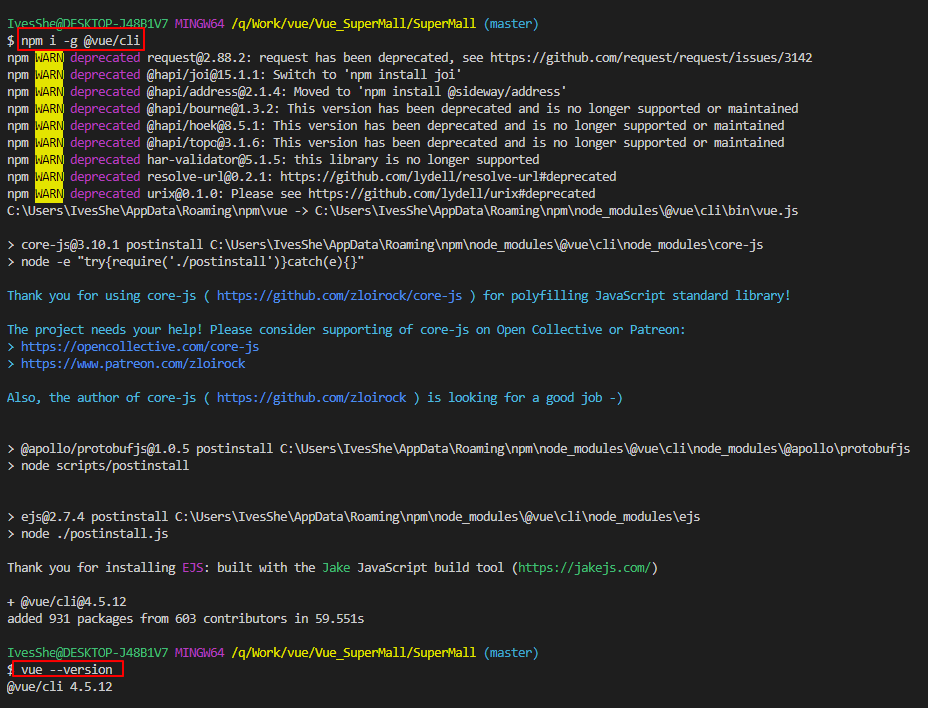 IvesShe@DESKTOP-J48B1V7 MINGW64 /q/Work/vue/Vue_SuperMall/SuperMall (master)
$ npm i -g @vue/cli
npm WARN deprecated request@2.88.2: request has been deprecated, see https://github.com/request/request/issues/3142
npm WARN deprecated @hapi/joi@15.1.1: Switch to 'npm install joi'
npm WARN deprecated @hapi/address@2.1.4: Moved to 'npm install @sideway/address'
npm WARN deprecated @hapi/bourne@1.3.2: This version has been deprecated and is no longer supported or maintained
npm WARN deprecated @hapi/hoek@8.5.1: This version has been deprecated and is no longer supported or maintained
npm WARN deprecated @hapi/topo@3.1.6: This version has been deprecated and is no longer supported or maintained
npm WARN deprecated har-validator@5.1.5: this library is no longer supported
npm WARN deprecated resolve-url@0.2.1: https://github.com/lydell/resolve-url#deprecated
npm WARN deprecated urix@0.1.0: Please see https://github.com/lydell/urix#deprecated
C:\Users\IvesShe\AppData\Roaming\npm\vue -> C:\Users\IvesShe\AppData\Roaming\npm\node_modules\@vue\cli\bin\vue.js
> core-js@3.10.1 postinstall C:\Users\IvesShe\AppData\Roaming\npm\node_modules\@vue\cli\node_modules\core-js
> node -e "try{require('./postinstall')}catch(e){}"
Thank you for using core-js ( https://github.com/zloirock/core-js ) for polyfilling JavaScript standard library!
The project needs your help! Please consider supporting of core-js on Open Collective or Patreon:
> https://opencollective.com/core-js
> https://www.patreon.com/zloirock
Also, the author of core-js ( https://github.com/zloirock ) is looking for a good job -)
> @apollo/protobufjs@1.0.5 postinstall C:\Users\IvesShe\AppData\Roaming\npm\node_modules\@vue\cli\node_modules\@apollo\protobufjs
> node scripts/postinstall
> ejs@2.7.4 postinstall C:\Users\IvesShe\AppData\Roaming\npm\node_modules\@vue\cli\node_modules\ejs
> node ./postinstall.js
Thank you for installing EJS: built with the Jake JavaScript build tool (https://jakejs.com/)
+ @vue/cli@4.5.12
added 931 packages from 603 contributors in 59.551s
IvesShe@DESKTOP-J48B1V7 MINGW64 /q/Work/vue/Vue_SuperMall/SuperMall (master)
$ vue --version
@vue/cli 4.5.12